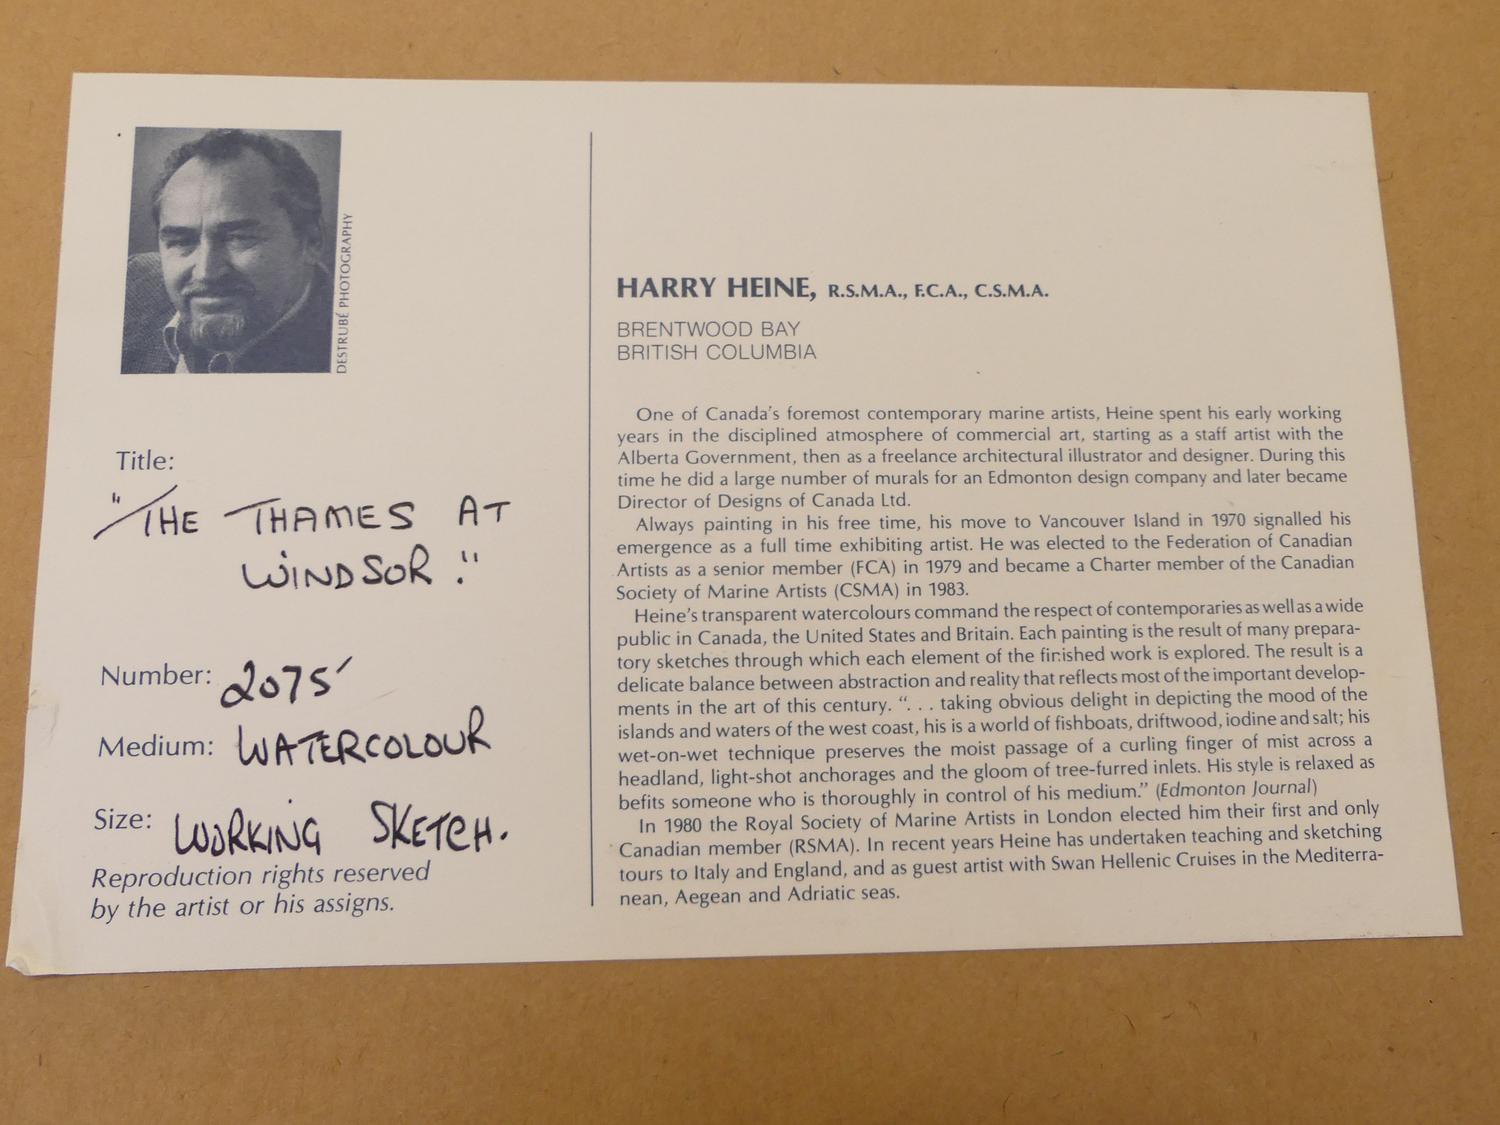 DESTRUBÉ PHOTOGRAPHY
Title:
"THE THAMES AT
WINDSOR."
Number: 2075
Medium: WATERCOLOUR
Size: WORKING SKETCH.
Reproduction rights reserved
by the artist or his assigns.
HARRY HEINE, R.S.M.A., F.C.A., C.S.M.A.
BRENTWOOD BAY
BRITISH COLUMBIA
One of Canada's foremost contemporary marine artists, Heine spent his early working
years in the disciplined atmosphere of commercial art, starting as a staff artist with the
Alberta Government, then as a freelance architectural illustrator and designer. During this
time he did a large number of murals for an Edmonton design company and later became
Director of Designs of Canada Ltd.
Always painting in his free time, his move to Vancouver Island in 1970 signalled his
emergence as a full time exhibiting artist. He was elected to the Federation of Canadian
Artists as a senior member (FCA) in 1979 and became a Charter member of the Canadian
Society of Marine Artists (CSMA) in 1983.
Heine's transparent watercolours command the respect of contemporaries as well as a wide
public in Canada, the United States and Britain. Each painting is the result of many prepara-
tory sketches through which each element of the finished work is explored. The result is a
delicate balance between abstraction and reality that reflects most of the important develop-
ments in the art of this century. ". . . taking obvious delight in depicting the mood of the
islands and waters of the west coast, his is a world of fishboats, driftwood, iodine and salt; his
wet-on-wet technique preserves the moist passage of a curling finger of mist across a
headland, light-shot anchorages and the gloom of tree-furred inlets. His style is relaxed as
befits someone who is thoroughly in control of his medium." (Edmonton Journal)
In 1980 the Royal Society of Marine Artists in London elected him their first and only
Canadian member (RSMA). In recent years Heine has undertaken teaching and sketching
tours to Italy and England, and as guest artist with Swan Hellenic Cruises in the Mediterra-
nean, Aegean and Adriatic seas.